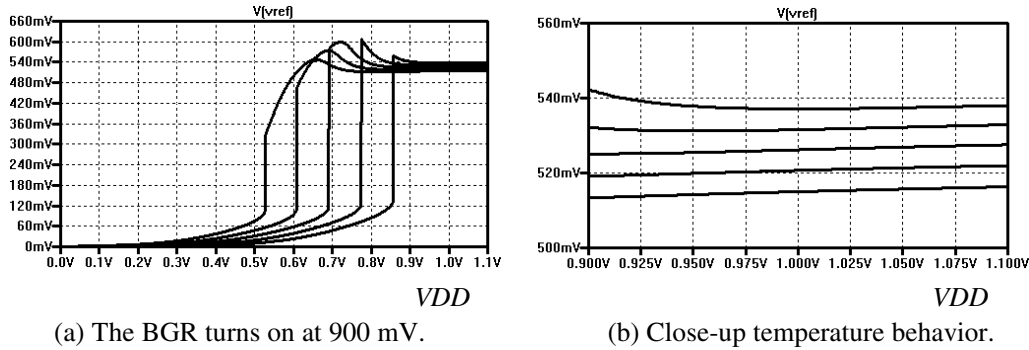 V(vref)
660mV
600mV
540mV
480mV
420mV
360mV
300mV
240mV
180mV
120mV
60mV
0mV
0.0V 0.1V 0.2V 0.3V 0.4V 0.5V 0.6V 0.7V 0.8V 0.9V 1.0V 1.1V
VDD
(a) The BGR turns on at 900 mV.
V(vref)
560mV
540mV
520mV
500mV
0.900V 0.925V 0.950V 0.975V 1.000V 1.025V 1.050V 1.075V 1.100V
VDD
(b) Close-up temperature behavior.